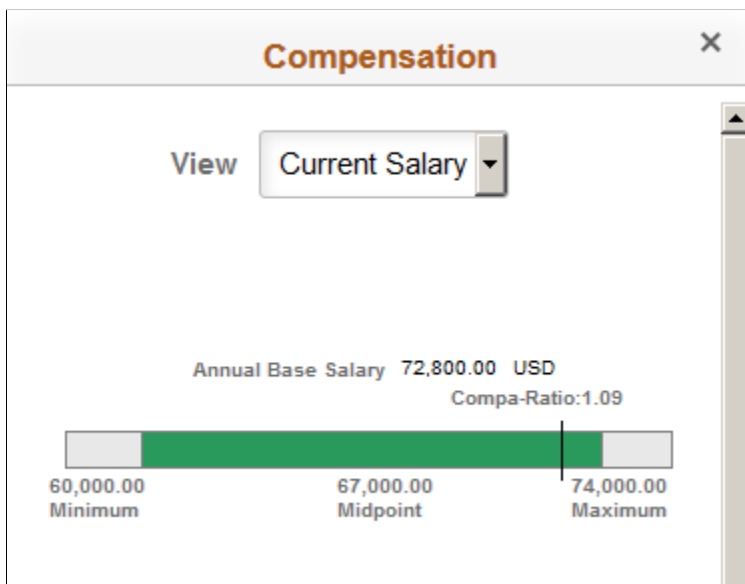 Compensation ×
View Current Salary
Annual Base Salary 72,800.00 USD
Compa-Ratio:1.09
60,000.00 67,000.00 74,000.00
Minimum Midpoint Maximum